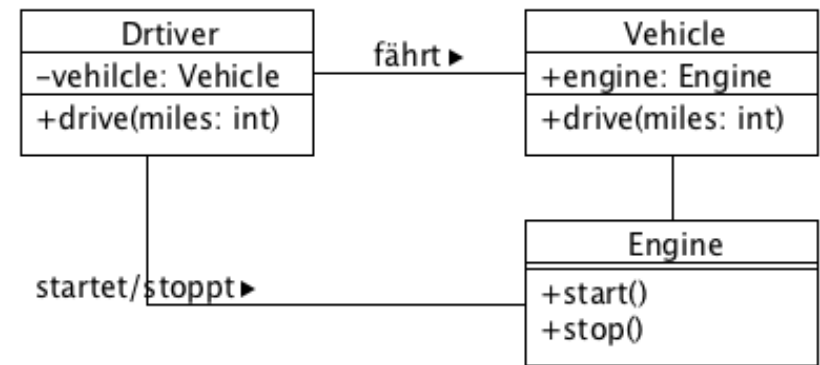 Drtiver
-vehilcle: Vehicle
+drive(miles: int)
fährt ▸
Vehicle
+engine: Engine
+drive(miles: int)
startet/stoppt ▸
Engine
+start()
+stop()